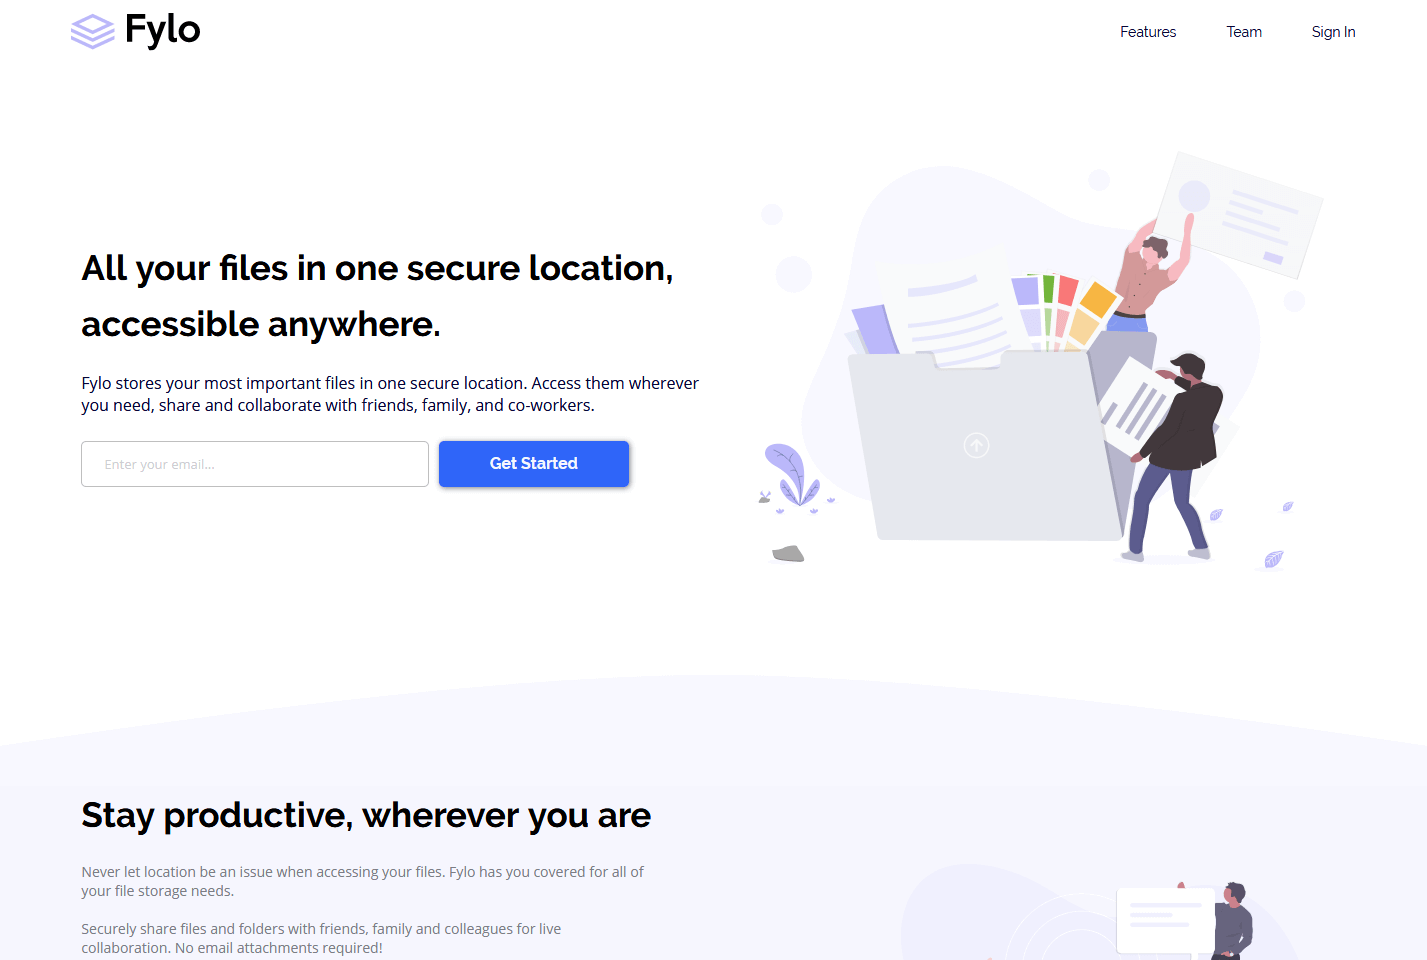 Fylo
Features
Team
Sign In
All your files in one secure location,
accessible anywhere.
Fylo stores your most important files in one secure location. Access them wherever
you need, share and collaborate with friends, family, and co-workers.
Enter your email...
Get Started
Stay productive, wherever you are
Never let location be an issue when accessing your files. Fylo has you covered for all of
your file storage needs.
Securely share files and folders with friends, family and colleagues for live
collaboration. No email attachments required!